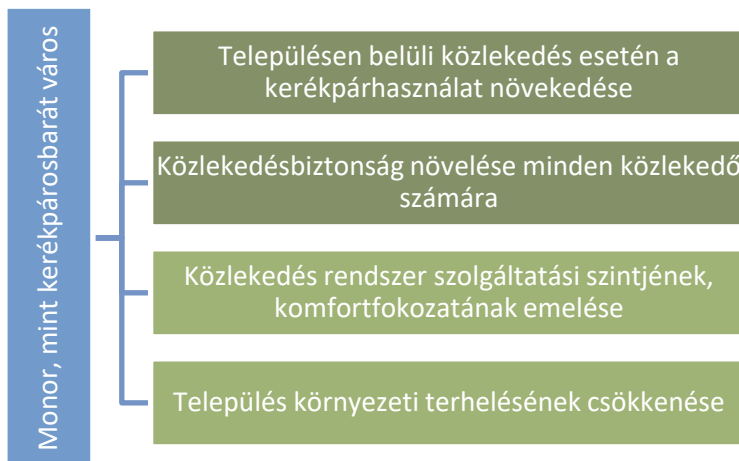 Monor, mint kerékpárosbarát város
Településen belüli közlekedés esetén a
kerékpárhasználat növekedése
Közlekedésbiztonság növelése minden közlekedő
számára
Közlekedés rendszer szolgáltatási szintjének,
komfortfokozatának emelése
Település környezeti terhelésének csökkenése